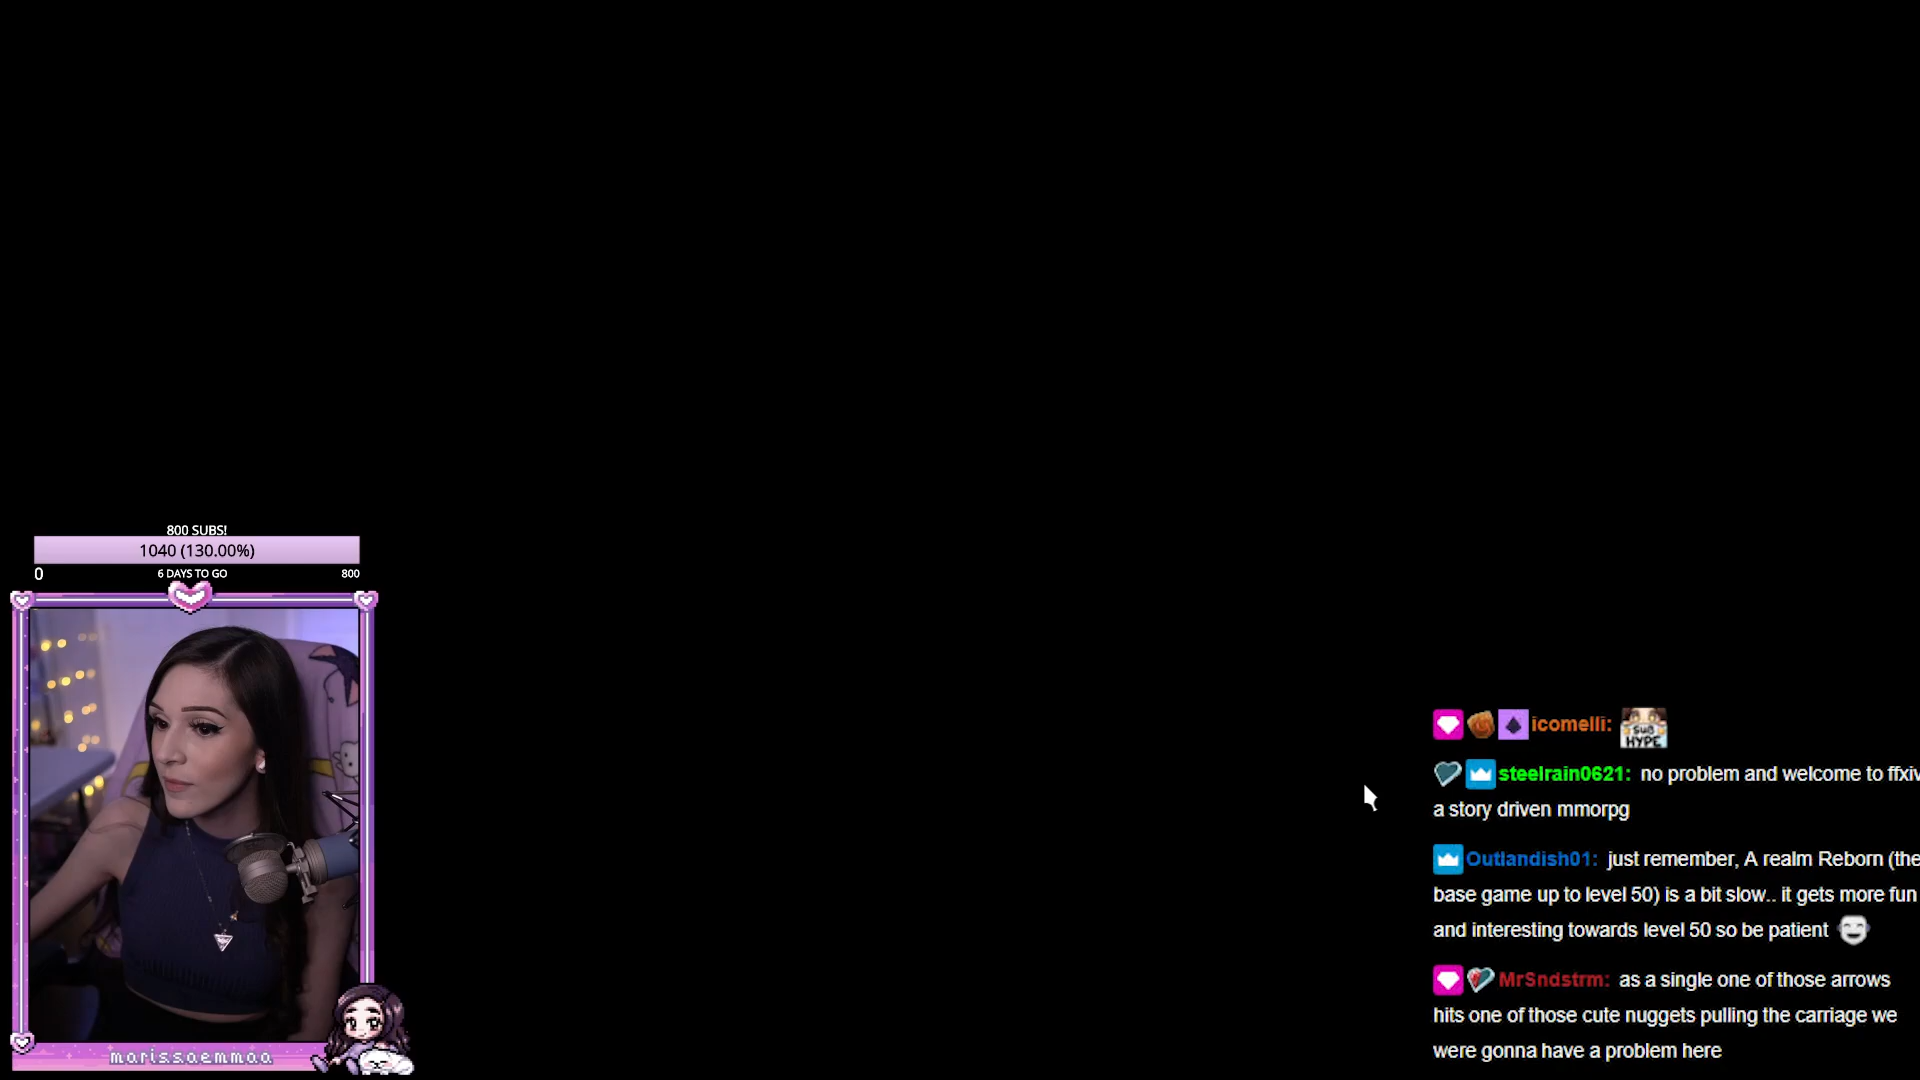 800 SUBS!
1040 (130.00%)
0 6 DAYS TO GO 800
marissaemmaa
icomelli: SUB HYPE
steelrain0621: no problem and welcome to ffxiv
a story driven mmorpg
Outlandish01: just remember, A realm Reborn (the
base game up to level 50) is a bit slow.. it gets more fun
and interesting towards level 50 so be patient
MrSndstrm: as a single one of those arrows
hits one of those cute nuggets pulling the carriage we
were gonna have a problem here